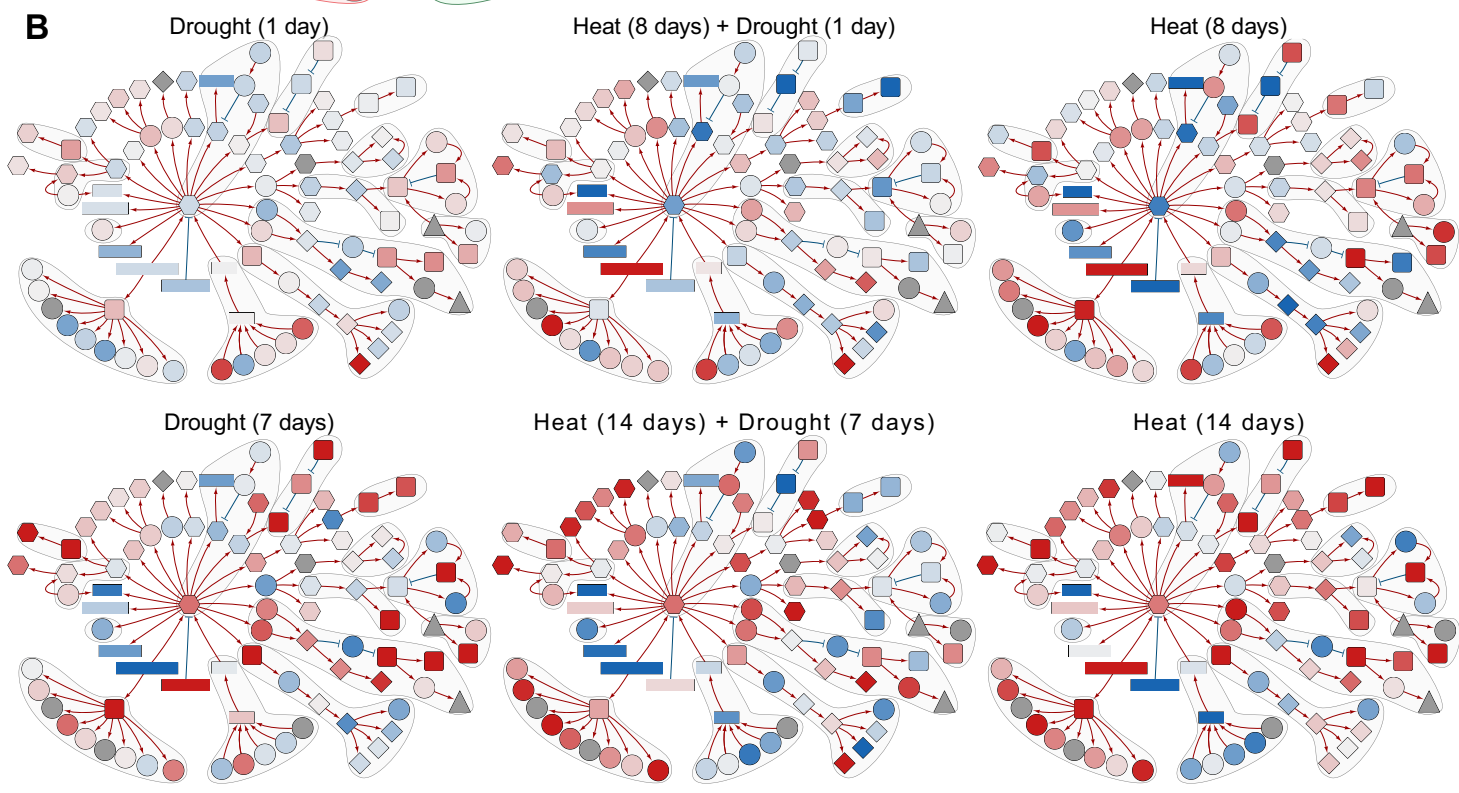 B
Drought (1 day)
Heat (8 days) + Drought (1 day)
Heat (8 days)
Drought (7 days)
Heat (14 days) + Drought (7 days)
Heat (14 days)